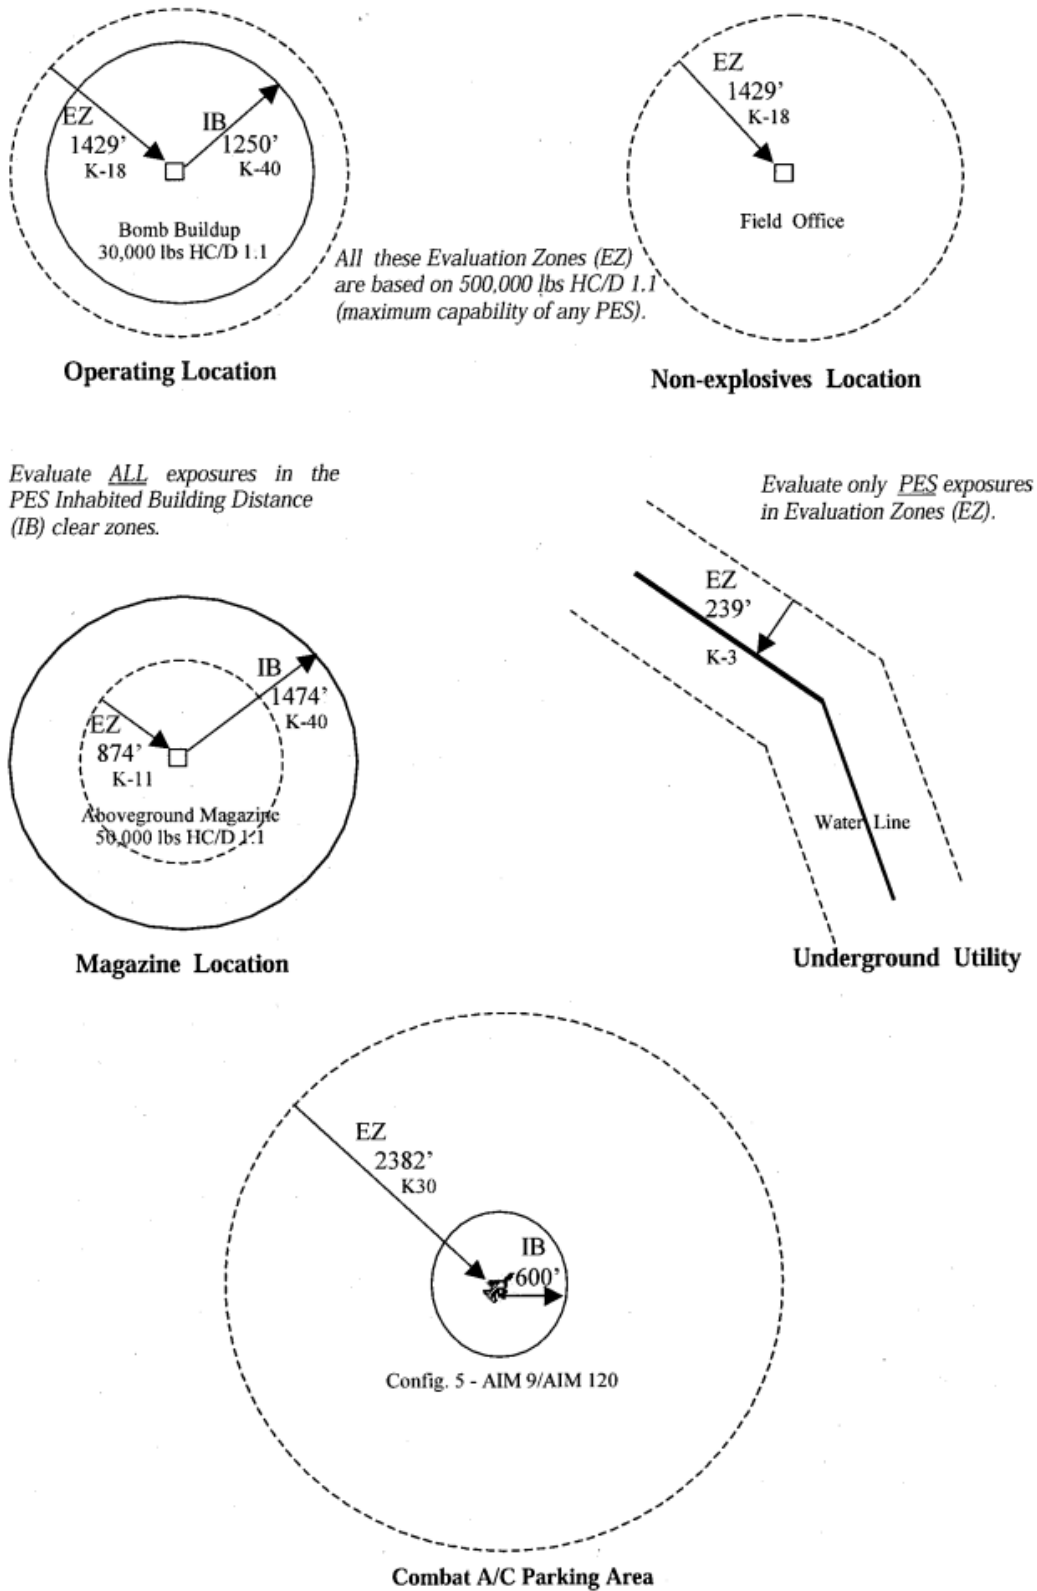 EZ
1429’
K-18
IB
1250’
K-40
Bomb Buildup
30,000 lbs HC/D 1.1
Operating Location
All these Evaluation Zones (EZ)
are based on 500,000 lbs HC/D 1.1
(maximum capability of any PES).
EZ
1429’
K-18
Field Office
Non-explosives Location
Evaluate ALL exposures in the
PES Inhabited Building Distance
(IB) clear zones.
Evaluate only PES exposures
in Evaluation Zones (EZ).
EZ
874’
K-11
IB
1474’
K-40
Aboveground Magazine
50,000 lbs HC/D 1.1
Magazine Location
EZ
239’
K-3
Water Line
Underground Utility
EZ
2382’
K30
IB
600’
Config. 5 - AIM 9/AIM 120
Combat A/C Parking Area